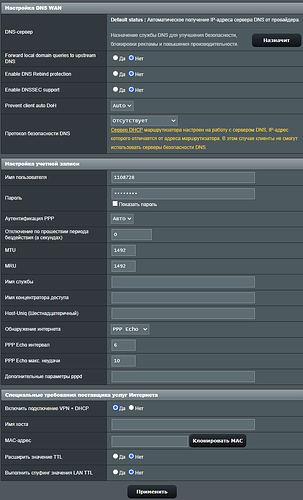 Настройка DNS WAN
DNS-сервер
Default status : Автоматическое получение IP-адреса сервера DNS от провайдера.
Назначение службы DNS для улучшения безопасности, блокировки рекламы и повышения производительности.
Назначить
Forward local domain queries to upstream DNS
Да Нет
Enable DNS Rebind protection
Да Нет
Enable DNSSEC support
Да Нет
Prevent client auto DoH
Auto
Протокол безопасности DNS
Отсутствует
Сервер DHCP маршрутизатора настроен на работу с сервером DNS, IP-адрес
которого отличается от адреса маршрутизатора. В этом случае клиенты не смогут
использовать серверы безопасности DNS.
Настройка учетной записи
Имя пользователя
1108728
Пароль
Показать пароль
Аутентификация PPP
Авто
Отключение по прошествии периода
бездействия (в секундах)
0
MTU
1492
MRU
1492
Имя службы
Имя концентратора доступа
Host-Uniq (Шестнадцатеричный)
Обнаружение интернета
PPP Echo
PPP Echo интервал
6
PPP Echo макс. неудачи
10
Дополнительные параметры pppd
Специальные требования поставщика услуг Интернета
Включить подключение VPN + DHCP
Да Нет
Имя хоста
MAC-адрес
Клонировать MAC
Расширить значение TTL
Да Нет
Выполнить спуфинг значения LAN TTL
Да Нет
Применить